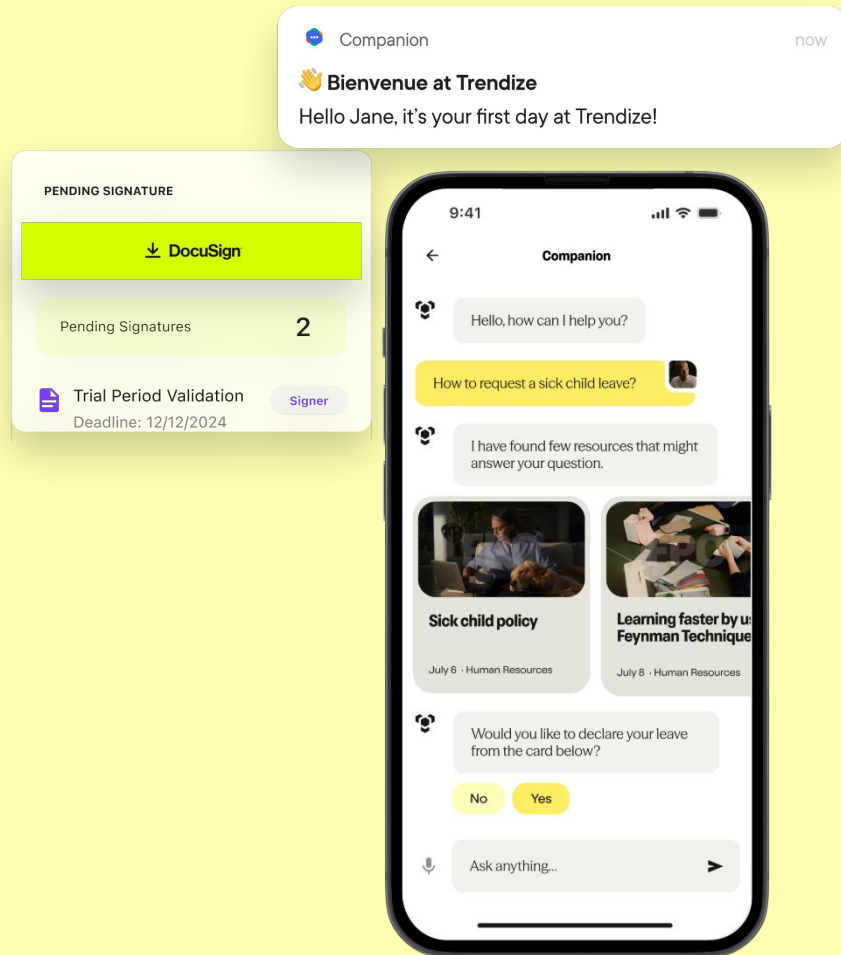 Companion
now
👋 Bienvenue at Trendize
Hello Jane, it's your first day at Trendize!
PENDING SIGNATURE
DocuSign
Pending Signatures
2
Trial Period Validation
Signer
Deadline: 12/12/2024
9:41
Companion
Hello, how can I help you?
How to request a sick child leave?
I have found few resources that might
answer your question.
Sick child policy
July 6 · Human Resources
Learning faster by
Feynman Technique
July 8 · Human Resources
Would you like to declare your leave
from the card below?
No
Yes
Ask anything...